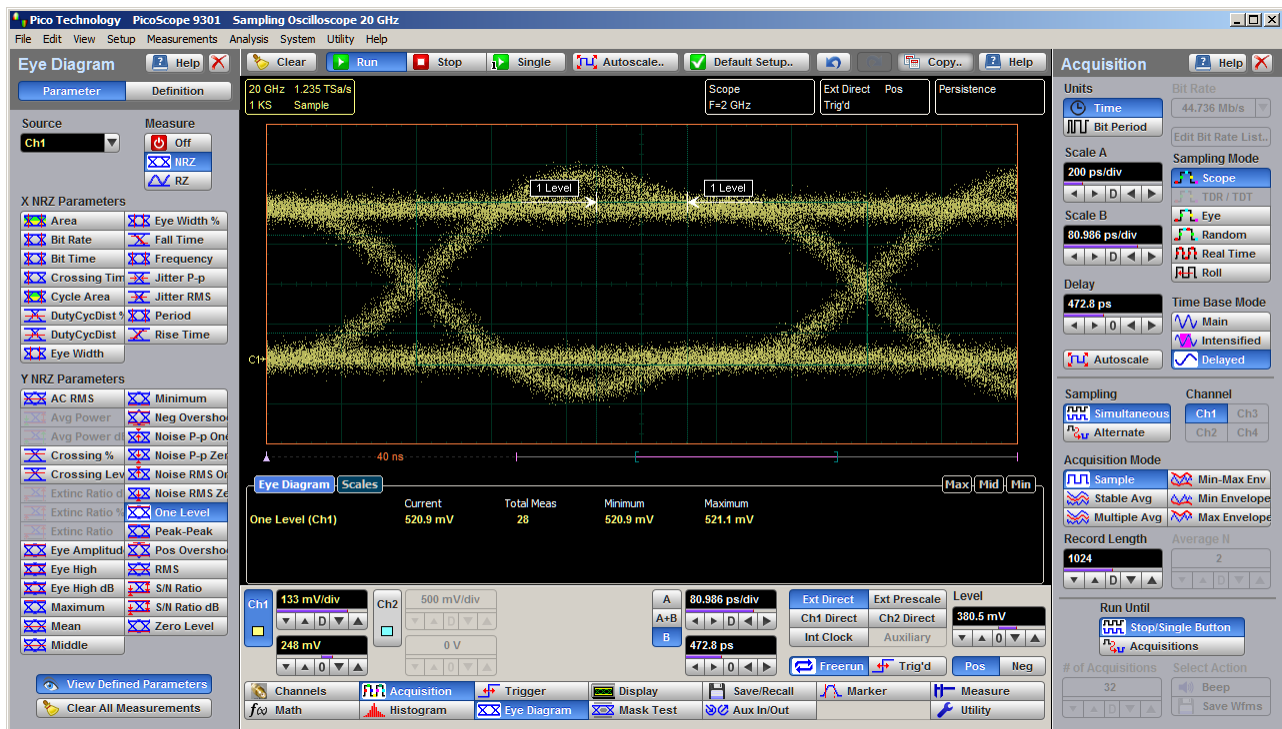 Pico Technology PicoScope 9301 Sampling Oscilloscope 20 GHz
File Edit View Setup Measurements Analysis System Utility Help
Eye Diagram Help
Parameter Definition
Source Measure
Ch1 Off
NRZ
RZ
X NRZ Parameters
Area Eye Width %
Bit Rate Fall Time
Bit Time Frequency
Crossing Tim Jitter P-p
Cycle Area Jitter RMS
DutyCycDist % Period
DutyCycDist Rise Time
Eye Width
Y NRZ Parameters
AC RMS Minimum
Avg Power Neg Oversho
Avg Power dB Noise P-p On
Crossing % Noise P-p Zer
Crossing Lev Noise RMS On
Extinc Ratio d Noise RMS Ze
Extinc Ratio % One Level
Extinc Ratio Peak-Peak
Eye Amplitud Pos Oversho
Eye High RMS
Eye High dB S/N Ratio
Maximum S/N Ratio dB
Mean Zero Level
Middle
View Defined Parameters
Clear All Measurements
Clear Run Stop Single Autoscale.. Default Setup.. Copy.. Help
20 GHz 1.235 TSa/s
1 KS Sample
Scope
F=2 GHz
Ext Direct Pos
Trig'd
Persistence
1 Level 1 Level
C1
40 ns
Eye Diagram Scales Max Mid Min
Current Total Meas Minimum Maximum
One Level (Ch1) 520.9 mV 28 520.9 mV 521.1 mV
Ch1 133 mV/div Ch2 500 mV/div
D D
248 mV 0 V
0 0
A 80.986 ps/div
A+B D
B 472.8 ps
0
Ext Direct Ext Prescale
Ch1 Direct Ch2 Direct
Int Clock Auxiliary
Freerun Trig'd
Level
380.5 mV
0
Pos Neg
Channels Acquisition Trigger Display Save/Recall Marker Measure
f(x) Math Histogram Eye Diagram Mask Test Aux In/Out Utility
Acquisition Help
Units Bit Rate
Time 44.736 Mb/s
Bit Period Edit Bit Rate List..
Scale A Sampling Mode
200 ps/div Scope
D TDR / TDT
Scale B Eye
80.986 ps/div Random
D Real Time
Roll
Delay
472.8 ps Time Base Mode
0 Main
Intensified
Autoscale Delayed
Sampling Channel
Simultaneous Ch1 Ch3
Alternate Ch2 Ch4
Acquisition Mode
Sample Min-Max Env
Stable Avg Min Envelope
Multiple Avg Max Envelope
Record Length Average N
1024 2
D D
Run Until
Stop/Single Button
Acquisitions
# of Acquisitions Select Action
32 Beep
D Save Wfms